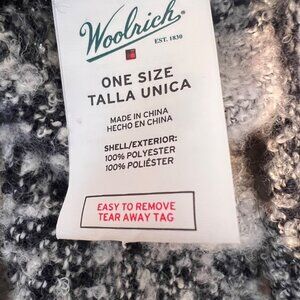 Woolrich®
EST. 1830
ONE SIZE
TALLA UNICA
MADE IN CHINA
HECHO EN CHINA
SHELL/EXTERIOR:
100% POLYESTER
100% POLIÉSTER
EASY TO REMOVE
TEAR AWAY TAG